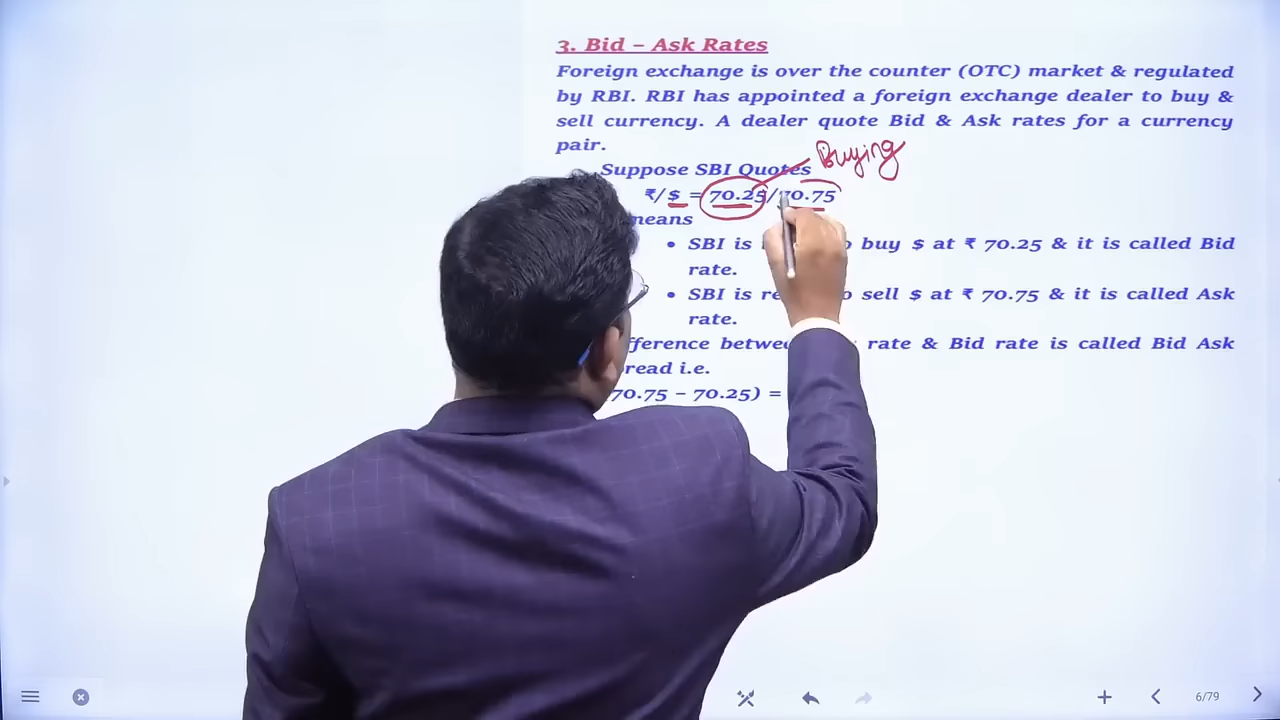 3. Bid – Ask Rates
Foreign exchange is over the counter (OTC) market & regulated
by RBI. RBI has appointed a foreign exchange dealer to buy &
sell currency. A dealer quote Bid & Ask rates for a currency
pair.
Buying
Suppose SBI Quotes
₹/ $ = 70.25/70.75
means
• SBI is buy $ at ₹ 70.25 & it is called Bid
rate.
• SBI is sell $ at ₹ 70.75 & it is called Ask
rate.
rate & Bid rate is called Bid Ask
i.e.
70.75 – 70.25) =
6/79